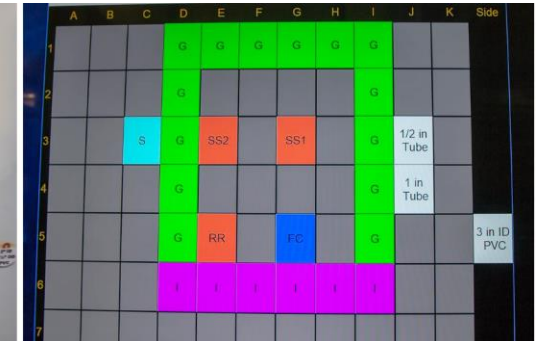 A B C D E F G H I J K Side
1 G G G G G G
2 G G
3 S G SS2 SS1 G 1/2 in
Tube
4 G G 1 in
Tube
5 G RR FC G 3 in ID
PVC
6 I I I I I I
7